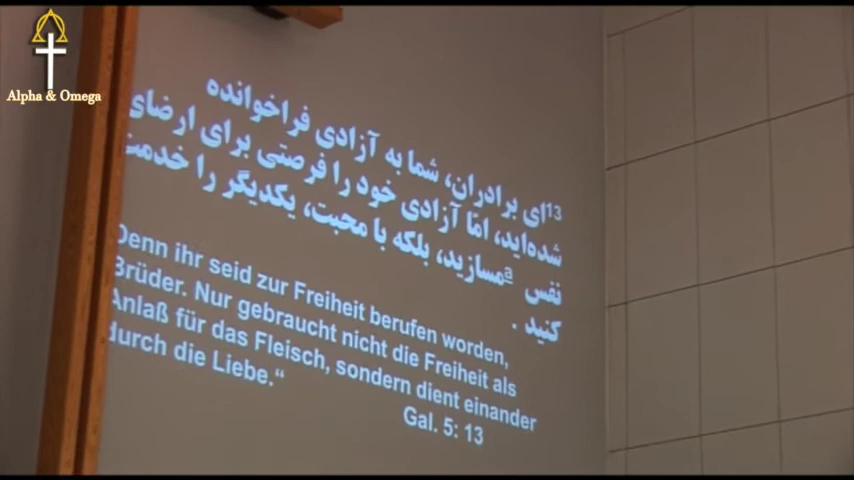 Alpha & Omega
13ای برادران، شما به آزادی فراخوانده
شده‌اید، امّا آزادی خود را فرصتی برای ارضای
نفس aمسازید، بلکه با محبت، یکدیگر را خدمت
کنید .
Denn ihr seid zur Freiheit berufen worden,
Brüder. Nur gebraucht nicht die Freiheit als
Anlaß für das Fleisch, sondern dient einander
durch die Liebe.“
Gal. 5: 13